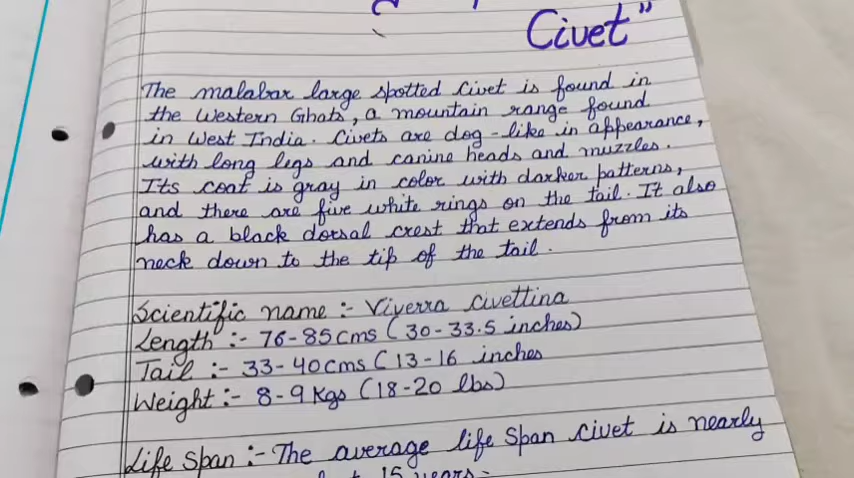 Civet"
The malabar large spotted civet is found in
the Western Ghats, a mountain range found
in West India. Civets are dog-like in appearance,
with long legs and canine heads and muzzles.
Its coat is gray in color with darker patterns,
and there are five white rings on the tail. It also
has a black dorsal crest that extends from its
neck down to the tip of the tail.
Scientific name :- Viverra civettina
Length :- 76-85cms (30-33.5 inches)
Tail :- 33-40cms (13-16 inches
Weight :- 8-9 Kgs (18-20 lbs)
Life Span :- The average life Span civet is nearly
15 years.